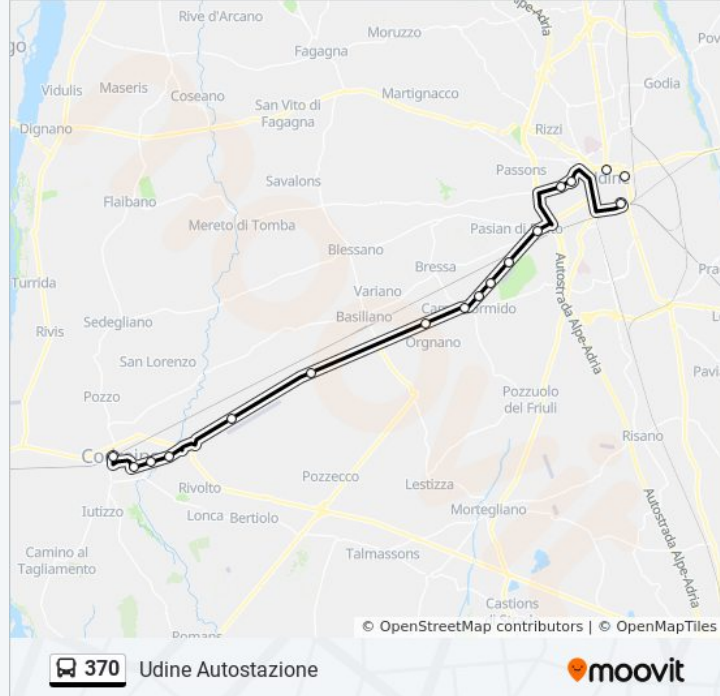 Rive d'Arcano
Moruzzo
Fagagna
Godia
Vidulis
Maseris
Coseano
Martignacco
San Vito di
Fagagna
Dignano
Rizzi
Passons
Savalons
Flaibano
Mereto di Tomba
Pasian di
Blessano
Bressa
Turrida
Variano
Sedegliano
Basiliano
Rivis
Orgnano
San Lorenzo
Pozzo
Pozzuolo
del Friuli
Autostrada Alpe-Adria
Risano
Pozzecco
Lestizza
Rivolto
Iutizzo
Lonca
Bertiolo
Mortegliano
Autostrada Alpe-Adria
Camino al
Tagliamento
Talmassons
Castions
© OpenStreetMap contributors | © OpenMapTiles
370 Udine Autostazione
moovit